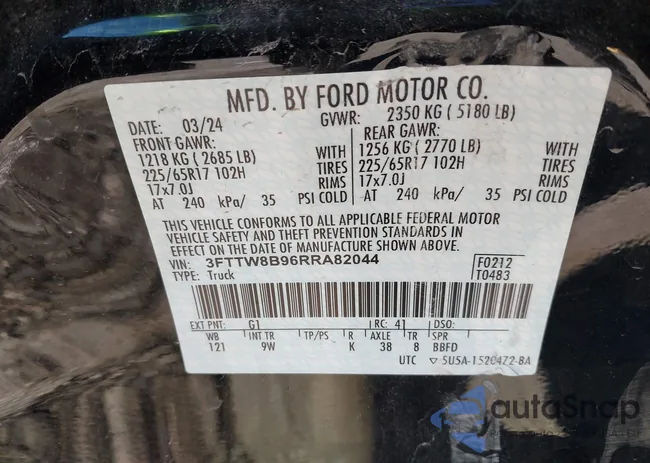 MFD. BY FORD MOTOR CO.
DATE: 03/24 GVWR: 2350 KG ( 5180 LB)
FRONT GAWR: REAR GAWR:
1218 KG ( 2685 LB) WITH 1256 KG ( 2770 LB) WITH
225/65R17 102H TIRES 225/65R17 102H TIRES
17x7.0J RIMS 17x7.0J RIMS
AT 240 kPa/ 35 PSI COLD AT 240 kPa/ 35 PSI COLD
THIS VEHICLE CONFORMS TO ALL APPLICABLE FEDERAL MOTOR
VEHICLE SAFETY AND THEFT PREVENTION STANDARDS IN
EFFECT ON THE DATE OF MANUFACTURE SHOWN ABOVE.
VIN: 3FTTW8B96RRA82044 F0212
TYPE: Truck T0483
EXT PNT: G1 RC: 41 DSO:
WB INT TR TP/PS R AXLE TR SPR
121 9W K 38 8 BBFD
UTC ▽ 5U5A-1520472-BA
autoSnap